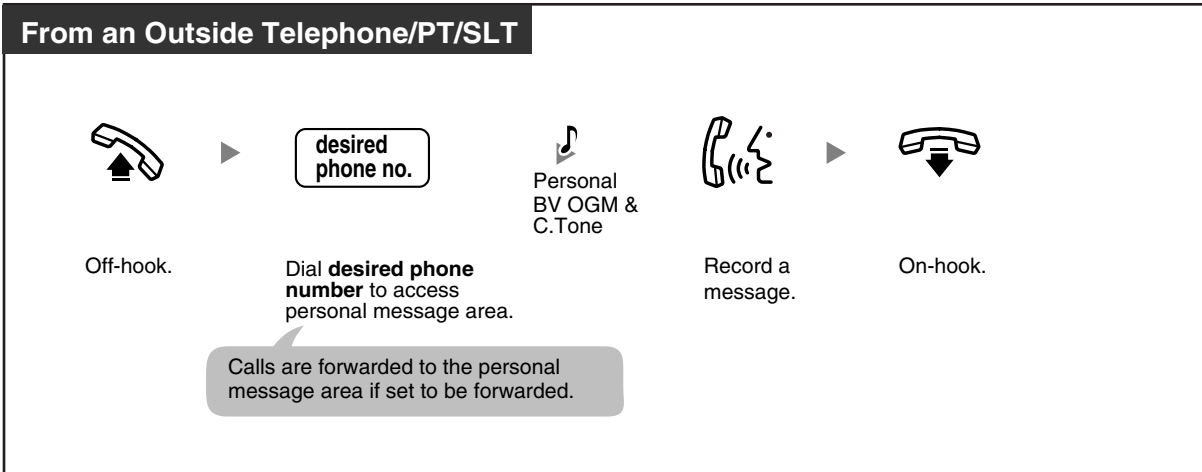 From an Outside Telephone/PT/SLT
desired
phone no.
Personal
BV OGM &
C.Tone
Off-hook.
Dial desired phone
number to access
personal message area.
Record a
message.
On-hook.
Calls are forwarded to the personal
message area if set to be forwarded.